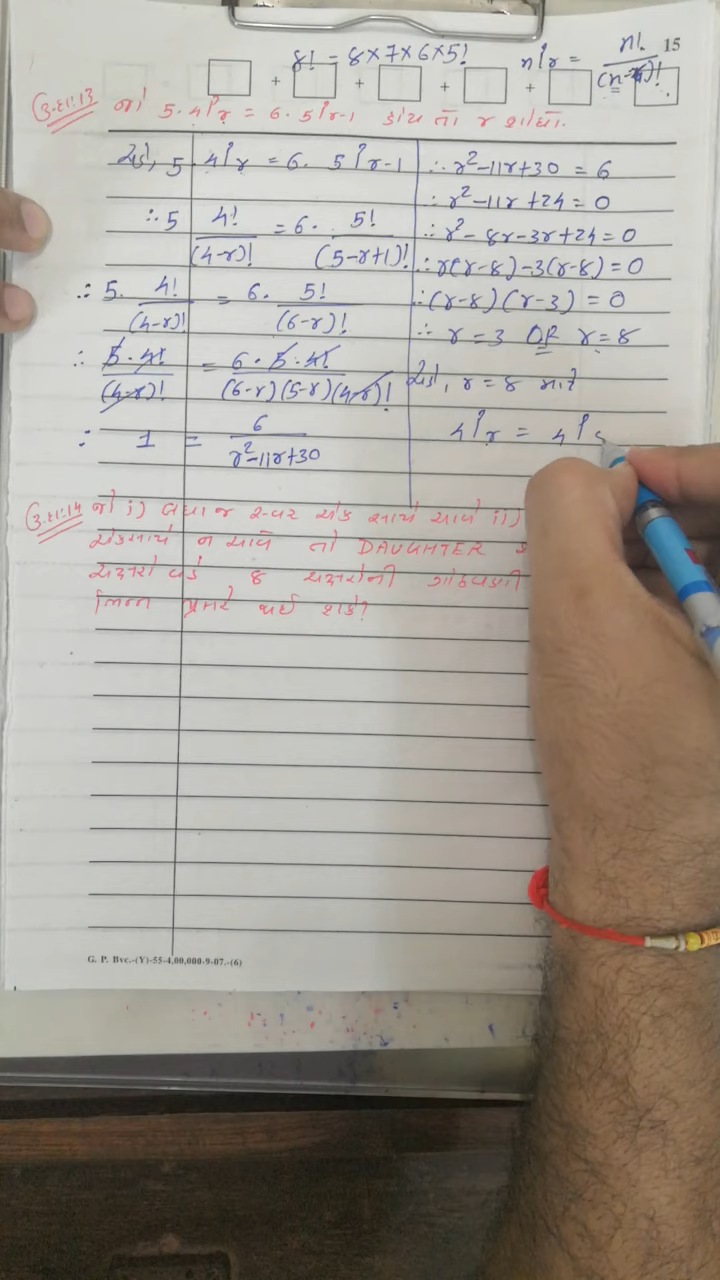 8! = 8×7×6×5!
nPr = n!/(n-r)!
15
+ + + + =
ઉ.દા.13 જો 5.4Pr = 6.5Pr-1 હોય તો r શોધો.
અહીં, 5 4Pr = 6. 5Pr-1
∴ 5 4!/(4-r)! = 6. 5!/(5-r+1)!
∴ 5. 4!/(4-r)! = 6. 5!/(6-r)!
∴ 5.4!/(4-r)! = 6.5.4!/(6-r)(5-r)(4-r)!
∴ 1 = 6/r²-11r+30
∴ r²-11r+30 = 6
∴ r²-11r+24 = 0
∴ r²-8r-3r+24=0
∴ r(r-8)-3(r-8)=0
∴ (r-8)(r-3)=0
∴ r=3 OR r=8
અહીં, r=8 માટે
4Pr = 4P
ઉ.દા.14 જો i) બધા જ સ્વર એક સાથે આવે ii)
એકસાથે ન આવે તો DAUGHTER
અક્ષરો વડે 8 અક્ષરોની ગોઠવણી
ભિન્ન પ્રકારે થઈ શકે?
G. P. Bvc.-(Y)-55-4,00,000-9-07.-(6)